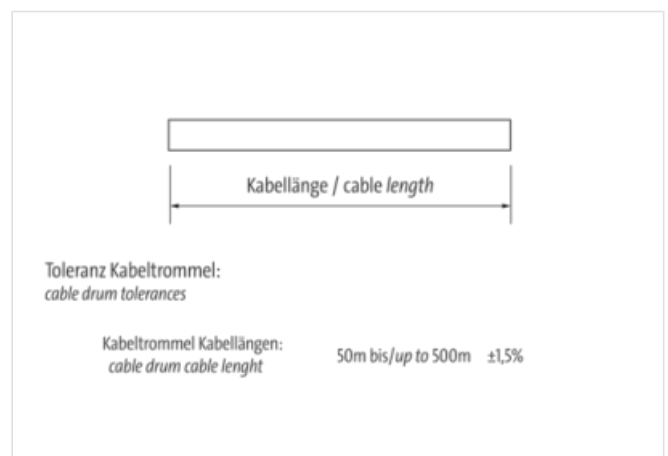 Kabellänge / cable length
Toleranz Kabeltrommel:
cable drum tolerances
Kabeltrommel Kabellängen: 50m bis/up to 500m ±1,5%
cable drum cable lenght